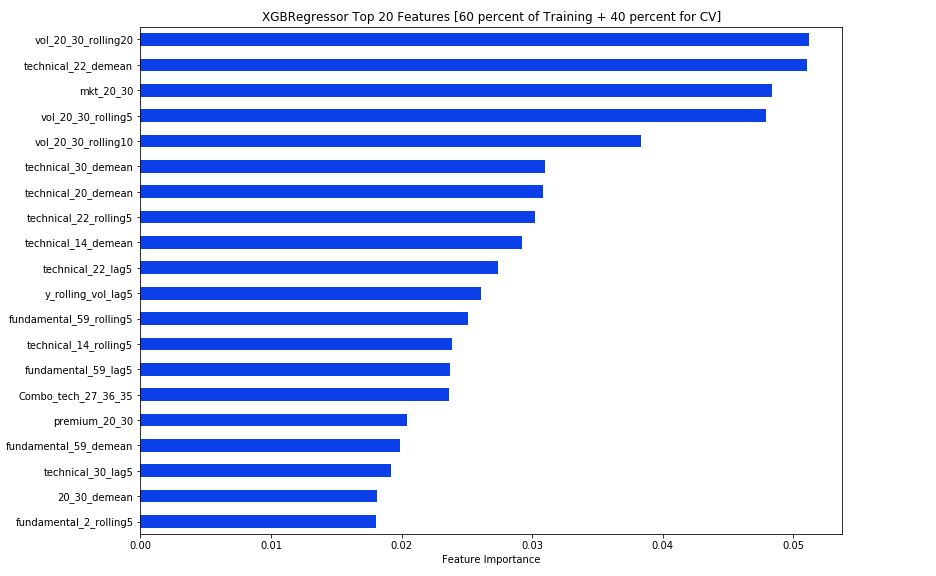 XGBRegressor Top 20 Features [60 percent of Training + 40 percent for CV]
vol_20_30_rolling20
technical_22_demean
mkt_20_30
vol_20_30_rolling5
vol_20_30_rolling10
technical_30_demean
technical_20_demean
technical_22_rolling5
technical_14_demean
technical_22_lag5
y_rolling_vol_lag5
fundamental_59_rolling5
technical_14_rolling5
fundamental_59_lag5
Combo_tech_27_36_35
premium_20_30
fundamental_59_demean
technical_30_lag5
20_30_demean
fundamental_2_rolling5
0.00 0.01 0.02 0.03 0.04 0.05
Feature Importance